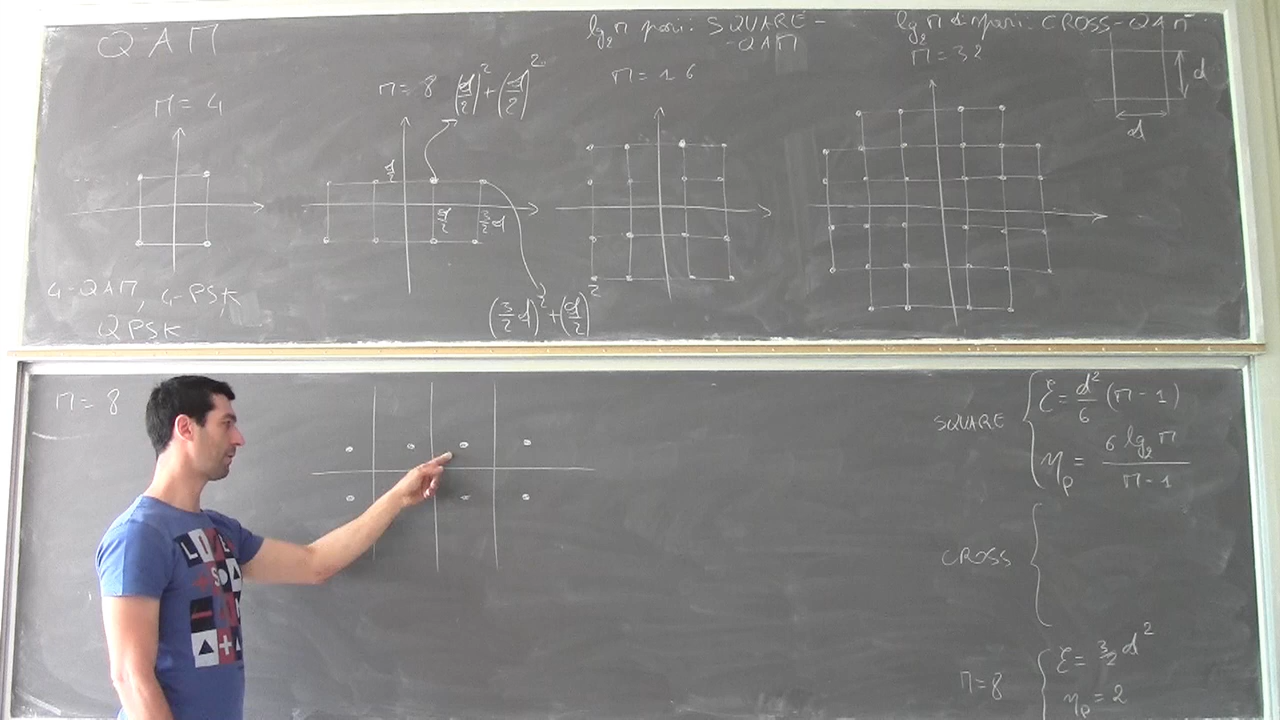 QAM
lg₂ M pari: SQUARE-
-QAM
lg₂ M dispari: CROSS-QAM
M = 4
M = 8 (d/2)² + (d/2)²
M = 16
M = 32
d
d
d/2
d/2
3/2 d
(3/2 d)² + (d/2)²
4-QAM, 4-PSK
QPSK
M = 8
SQUARE
ℰ = d²/6 (M-1)
η_p = 6 lg₂ M / M-1
CROSS
M=8
ℰ = 3/2 d²
η_p = 2